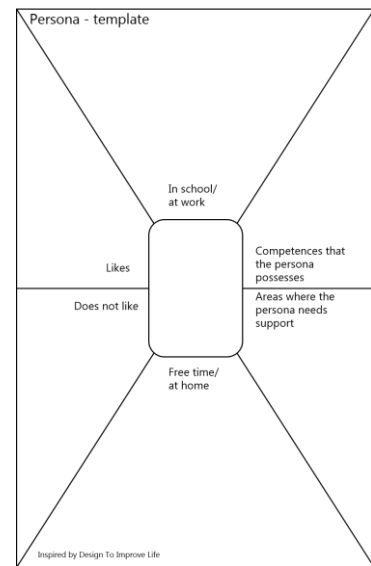 Persona - template
In school/
at work
Likes
Competences that
the persona
possesses
Does not like
Areas where the
persona needs
support
Free time/
at home
Inspired by Design To Improve Life